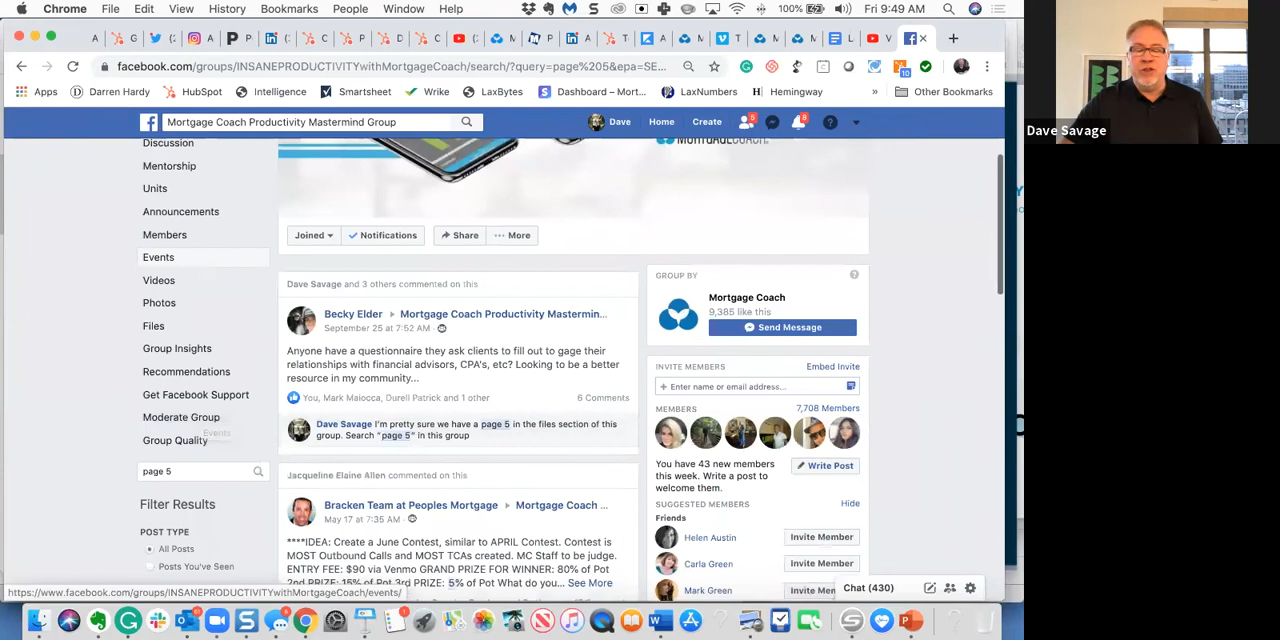 Chrome File Edit View History Bookmarks People Window Help 100% Fri 9:49 AM
facebook.com/groups/INSANEPRODUCTIVITYwithMortgageCoach/search/?query=page%205&epa=SE...
Apps Darren Hardy HubSpot Intelligence Smartsheet Wrike LaxBytes Dashboard – Mort... LaxNumbers Hemingway » Other Bookmarks
Mortgage Coach Productivity Mastermind Group Dave Home Create
Dave Savage
Discussion
Mentorship
Units
Announcements
Members
Events
Videos
Photos
Files
Group Insights
Recommendations
Get Facebook Support
Moderate Group
Group Quality
Events
page 5
Filter Results
POST TYPE
All Posts
Posts You've Seen
Joined Notifications Share More
Dave Savage and 3 others commented on this
Becky Elder Mortgage Coach Productivity Mastermin...
September 25 at 7:52 AM
Anyone have a questionnaire they ask clients to fill out to gage their
relationships with financial advisors, CPA's, etc? Looking to be a better
resource in my community...
You, Mark Maiocca, Durell Patrick and 1 other 6 Comments
Dave Savage I'm pretty sure we have a page 5 in the files section of this
group. Search "page 5" in this group
Jacqueline Elaine Allen commented on this
Bracken Team at Peoples Mortgage Mortgage Coach ...
May 17 at 7:35 AM
****IDEA: Create a June Contest, similar to APRIL Contest. Contest is
MOST Outbound Calls and MOST TCAs created. MC Staff to be judge.
ENTRY FEE: $90 via Venmo GRAND PRIZE FOR WINNER: 80% of Pot
2nd PRIZE: 15% of Pot 3rd PRIZE: 5% of Pot What do you... See More
GROUP BY
Mortgage Coach
9,385 like this
Send Message
INVITE MEMBERS Embed Invite
+ Enter name or email address...
MEMBERS 7,708 Members
You have 43 new members
this week. Write a post to
welcome them.
Write Post
SUGGESTED MEMBERS Hide
Friends
Helen Austin Invite Member
Carla Green Invite Member
Mark Green Invite Mem
Chat (430)
https://www.facebook.com/groups/INSANEPRODUCTIVITYwithMortgageCoach/events/